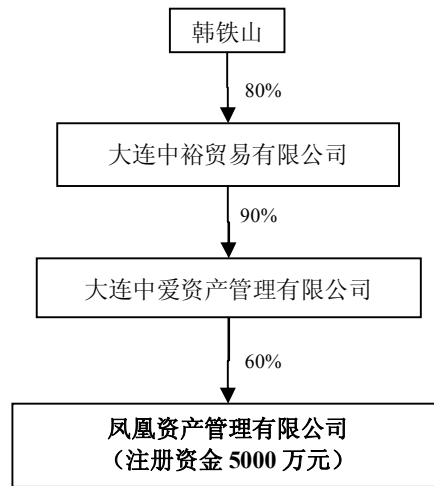 韩铁山
80%
大连中裕贸易有限公司
90%
大连中爱资产管理有限公司
60%
凤凰资产管理有限公司
（注册资金 5000 万元）